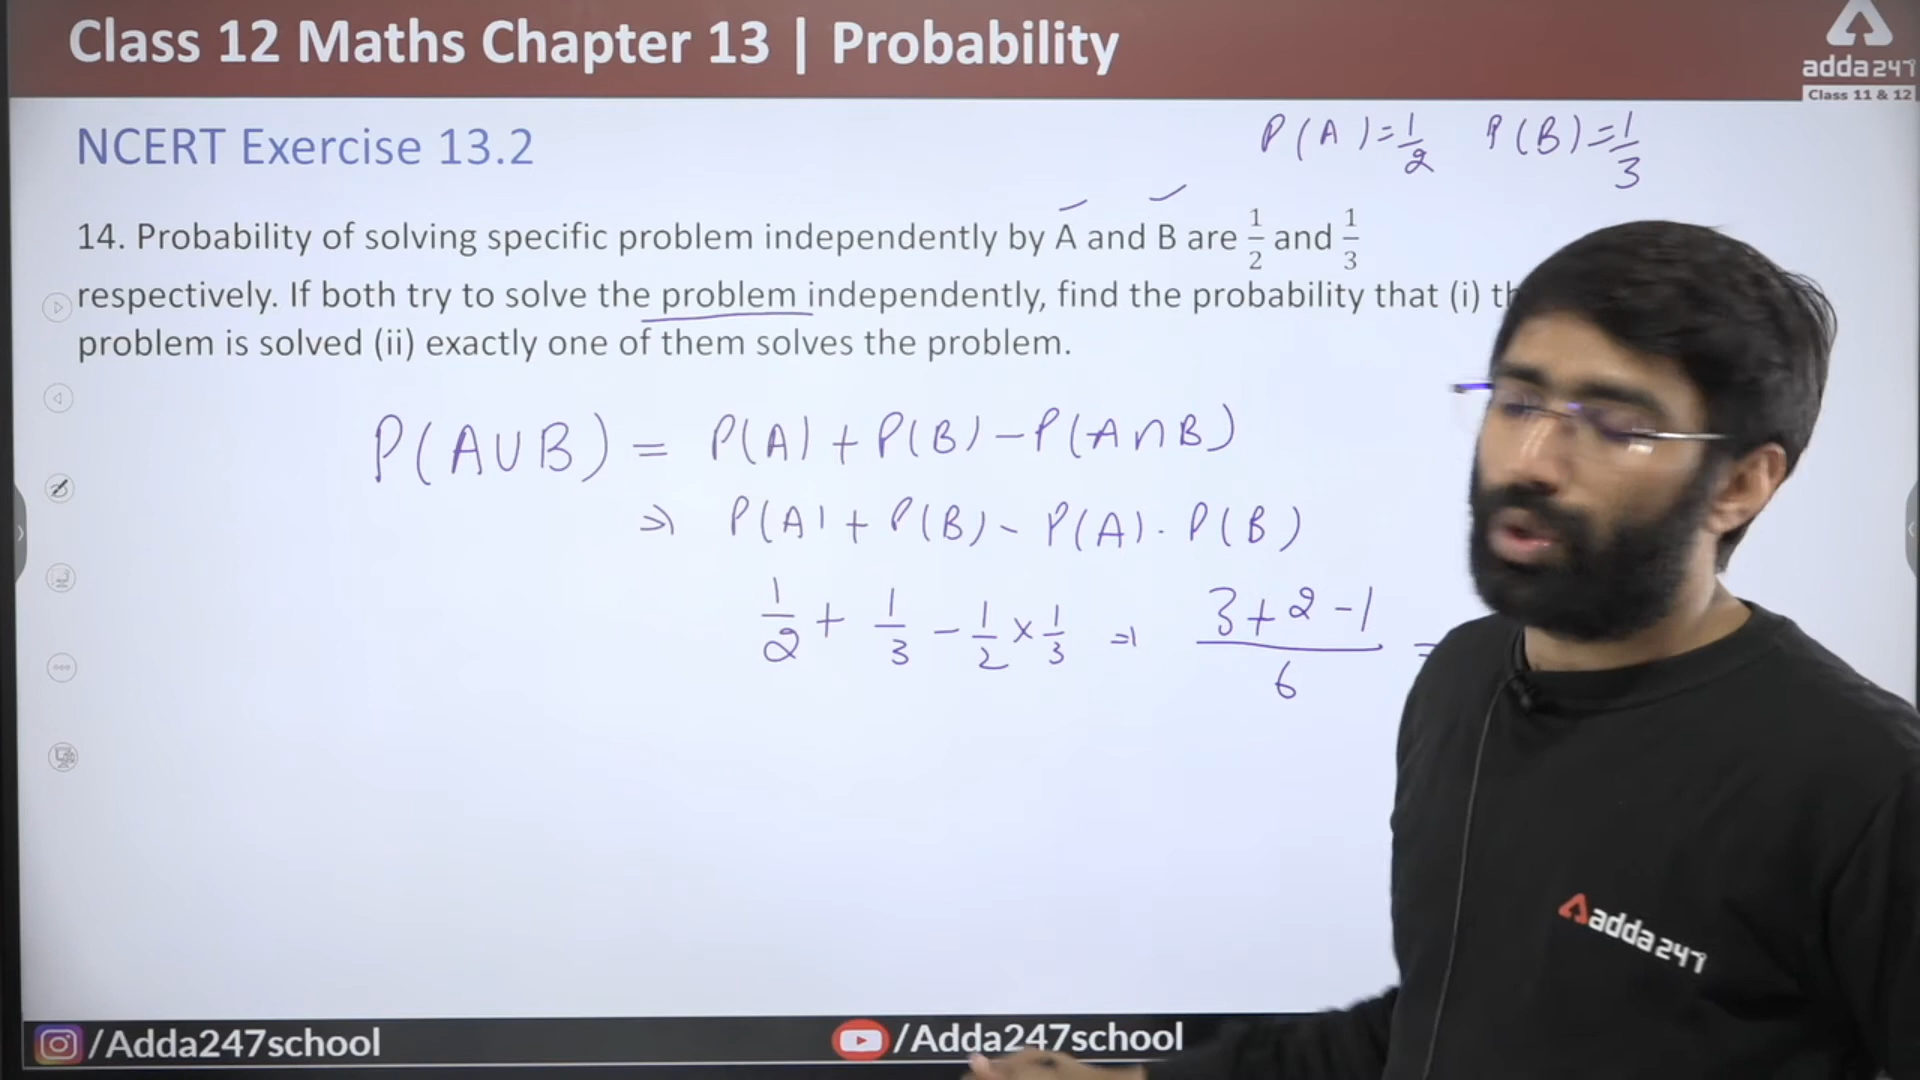 Class 12 Maths Chapter 13 | Probability
adda247
Class 11 & 12
NCERT Exercise 13.2
P(A)=1/2 P(B)=1/3
14. Probability of solving specific problem independently by A and B are 1/2 and 1/3
respectively. If both try to solve the problem independently, find the probability that (i)
problem is solved (ii) exactly one of them solves the problem.
P(A∪B) = P(A)+P(B)-P(A∩B)
⇒ P(A)+P(B)-P(A).P(B)
1/2 + 1/3 - 1/2 × 1/3 ⇒ 3+2-1/6 =
adda247
/Adda247school
/Adda247school